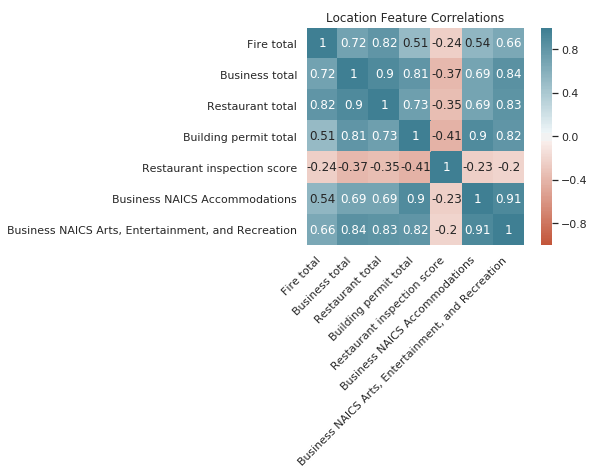 Location Feature Correlations
Fire total 1 0.72 0.82 0.51 -0.24 0.54 0.66
Business total 0.72 1 0.9 0.81 -0.37 0.69 0.84
Restaurant total 0.82 0.9 1 0.73 -0.35 0.69 0.83
Building permit total 0.51 0.81 0.73 1 -0.41 0.9 0.82
Restaurant inspection score -0.24 -0.37 -0.35 -0.41 1 -0.23 -0.2
Business NAICS Accommodations 0.54 0.69 0.69 0.9 -0.23 1 0.91
Business NAICS Arts, Entertainment, and Recreation 0.66 0.84 0.83 0.82 -0.2 0.91 1
Fire total
Business total
Restaurant total
Building permit total
Restaurant inspection score
Business NAICS Accommodations
Business NAICS Arts, Entertainment, and Recreation
0.8
0.4
0.0
−0.4
−0.8